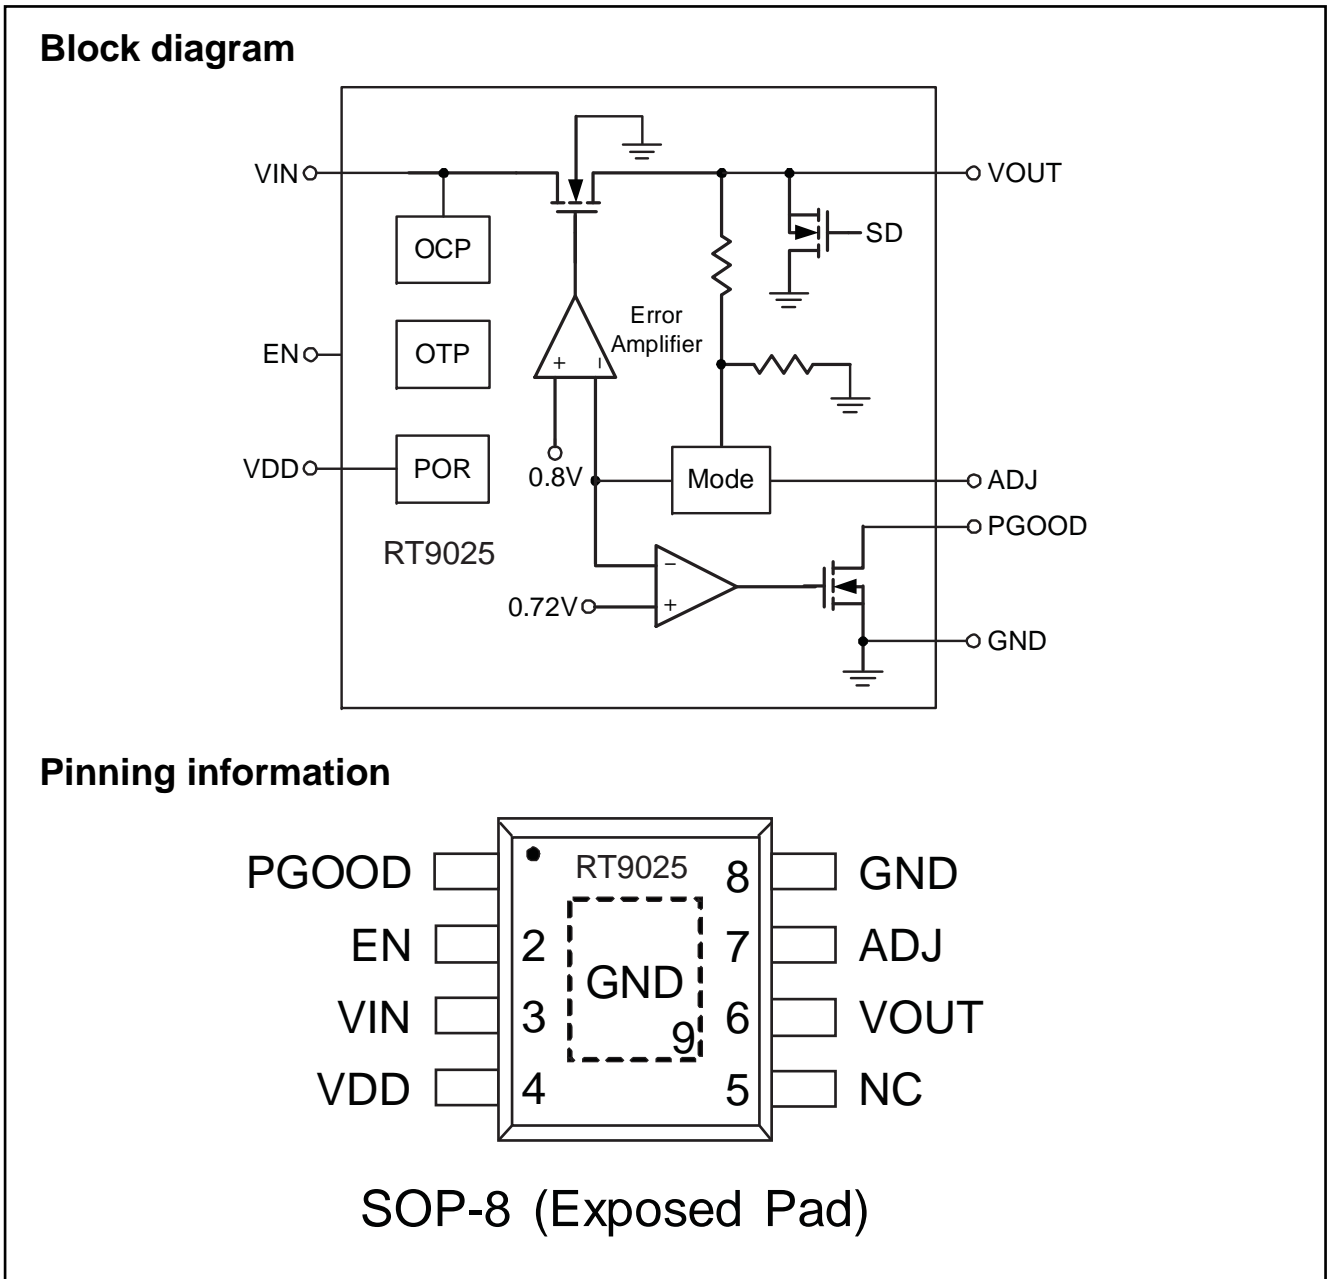 Block diagram
VIN
VOUT
OCP
SD
Error
Amplifier
EN
OTP
+ −
VDD
POR
0.8V
Mode
ADJ
PGOOD
RT9025
−
0.72V
+
GND
Pinning information
PGOOD
RT9025
8
GND
EN
2
7
ADJ
GND
VIN
3
9
6
VOUT
VDD
4
5
NC
SOP-8 (Exposed Pad)